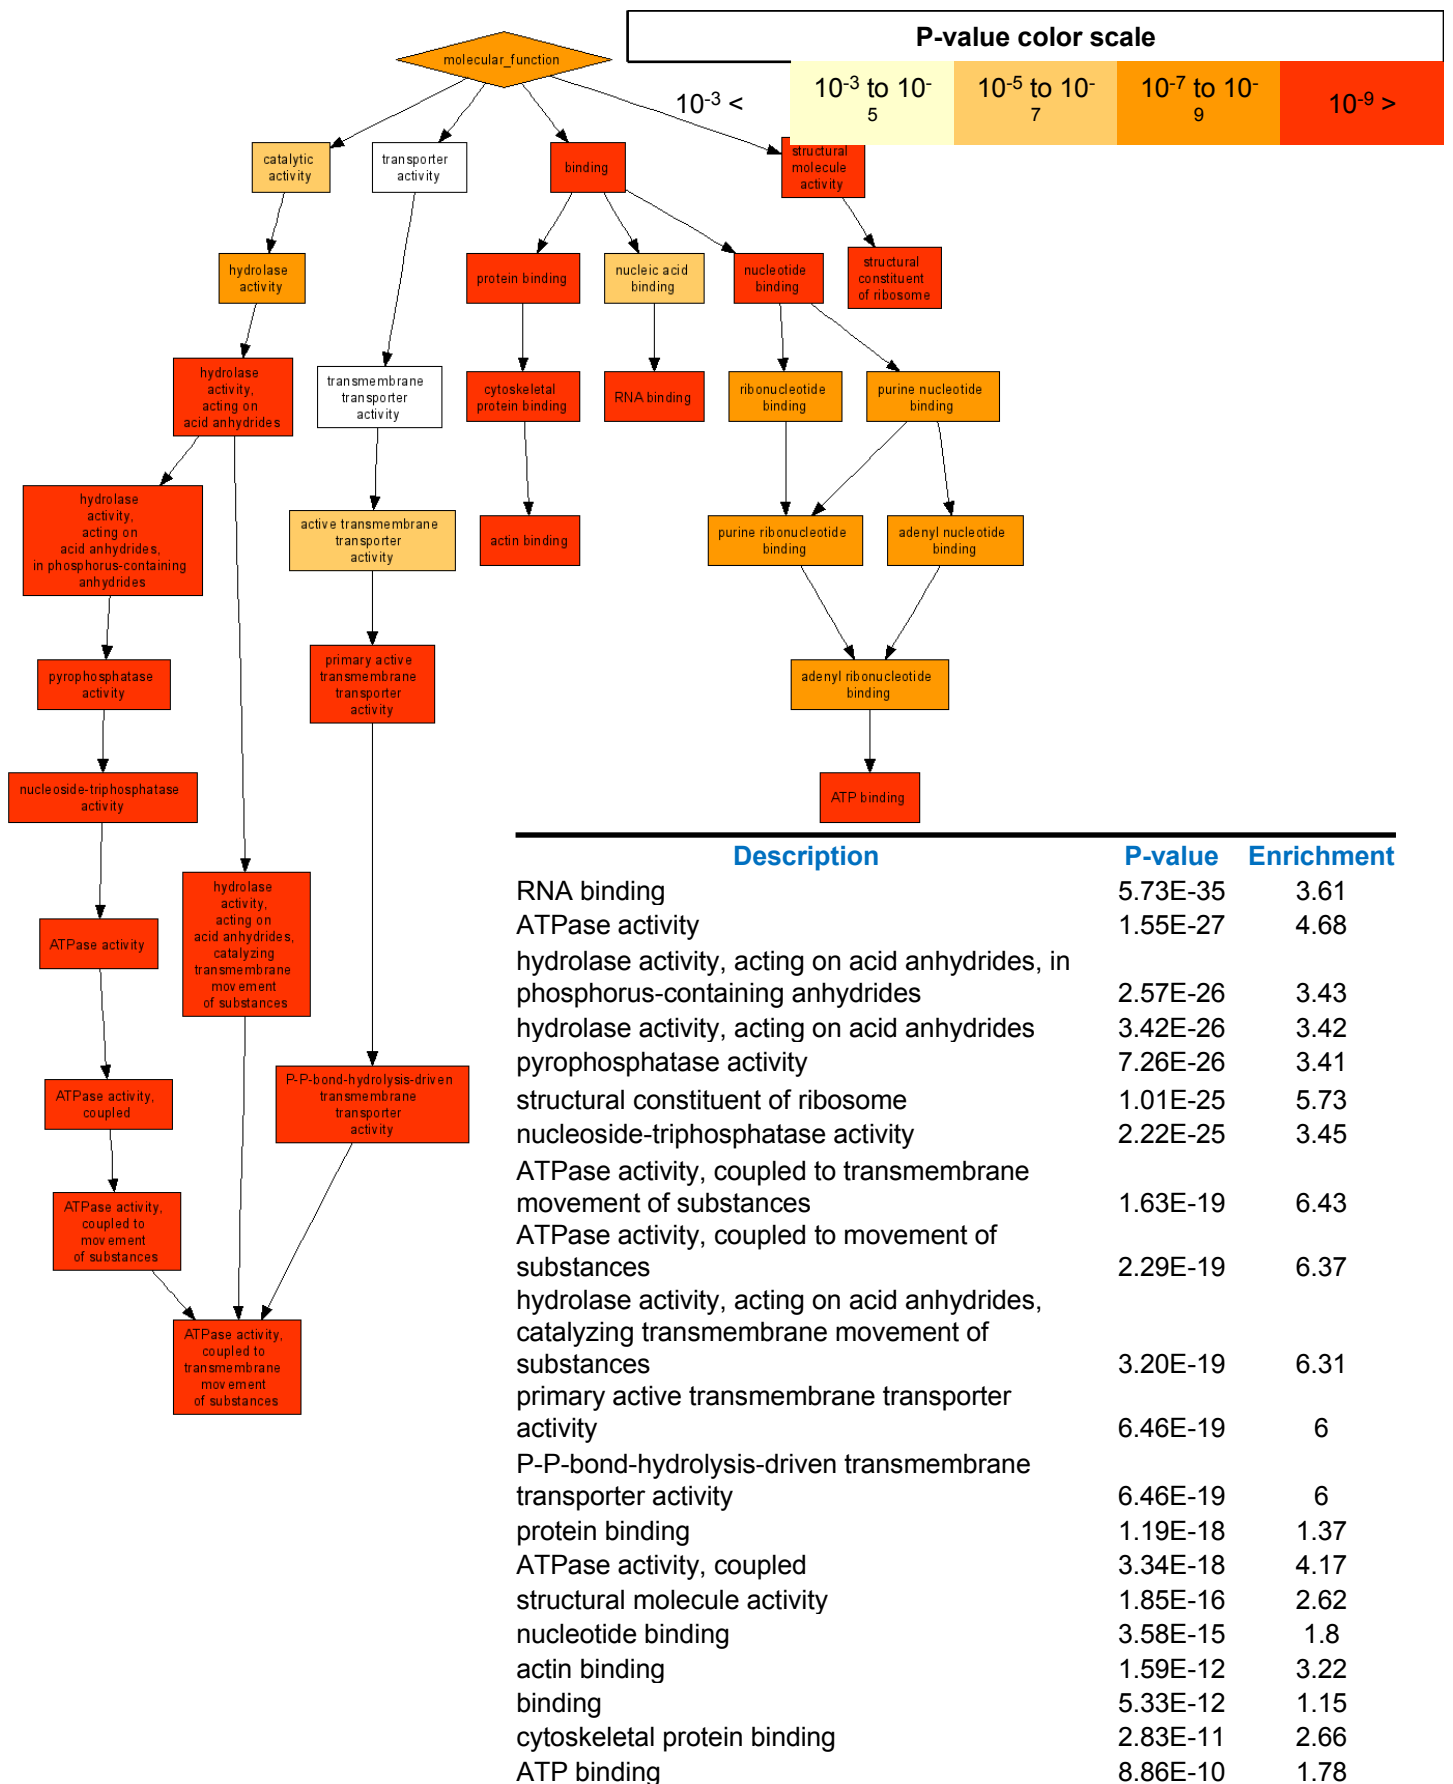 P-value color scale
10-3 <
10-3 to 10-
5
10-5 to 10-
7
10-7 to 10-
9
10-9 >
molecular_function
catalytic
activity
transporter
activity
binding
structural
molecule
activity
hydrolase
activity
protein binding
nucleic acid
binding
nucleotide
binding
structural
constituent
of ribosome
hydrolase
activity,
acting on
acid anhydrides
transmembrane
transporter
activity
cytoskeletal
protein binding
RNA binding
ribonucleotide
binding
purine nucleotide
binding
hydrolase
activity,
acting on
acid anhydrides,
in phosphorus-containing
anhydrides
active transmembrane
transporter
activity
actin binding
purine ribonucleotide
binding
adenyl nucleotide
binding
pyrophosphatase
activity
primary active
transmembrane
transporter
activity
adenyl ribonucleotide
binding
nucleoside-triphosphatase
activity
ATP binding
ATPase activity
hydrolase
activity,
acting on
acid anhydrides,
catalyzing
transmembrane
movement
of substances
ATPase activity,
coupled
P-P-bond-hydrolysis-driven
transmembrane
transporter
activity
ATPase activity,
coupled to
movement
of substances
ATPase activity,
coupled to
transmembrane
movement
of substances
Description P-value Enrichment
RNA binding 5.73E-35 3.61
ATPase activity 1.55E-27 4.68
hydrolase activity, acting on acid anhydrides, in
phosphorus-containing anhydrides 2.57E-26 3.43
hydrolase activity, acting on acid anhydrides 3.42E-26 3.42
pyrophosphatase activity 7.26E-26 3.41
structural constituent of ribosome 1.01E-25 5.73
nucleoside-triphosphatase activity 2.22E-25 3.45
ATPase activity, coupled to transmembrane
movement of substances 1.63E-19 6.43
ATPase activity, coupled to movement of
substances 2.29E-19 6.37
hydrolase activity, acting on acid anhydrides,
catalyzing transmembrane movement of
substances 3.20E-19 6.31
primary active transmembrane transporter
activity 6.46E-19 6
P-P-bond-hydrolysis-driven transmembrane
transporter activity 6.46E-19 6
protein binding 1.19E-18 1.37
ATPase activity, coupled 3.34E-18 4.17
structural molecule activity 1.85E-16 2.62
nucleotide binding 3.58E-15 1.8
actin binding 1.59E-12 3.22
binding 5.33E-12 1.15
cytoskeletal protein binding 2.83E-11 2.66
ATP binding 8.86E-10 1.78